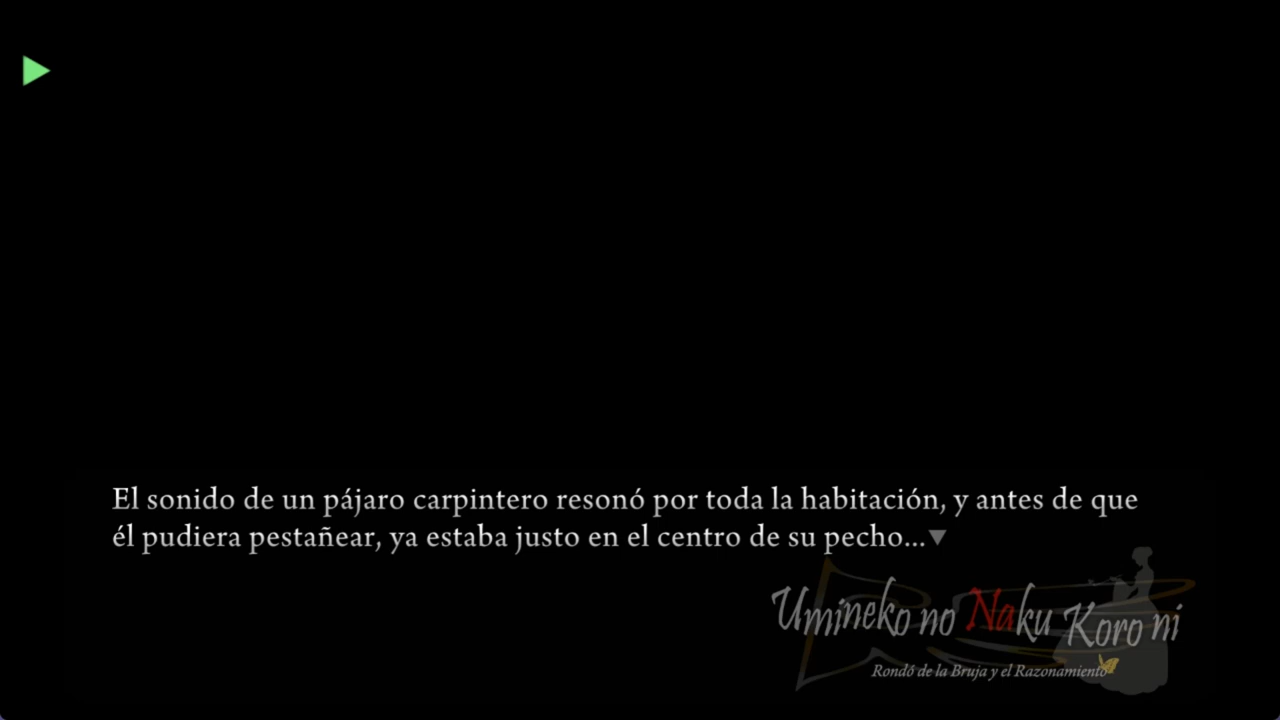 El sonido de un pájaro carpintero resonó por toda la habitación, y antes de que
él pudiera pestañear, ya estaba justo en el centro de su pecho...
Umineko no Naku Koro ni
Rondó de la Bruja y el Razonamiento